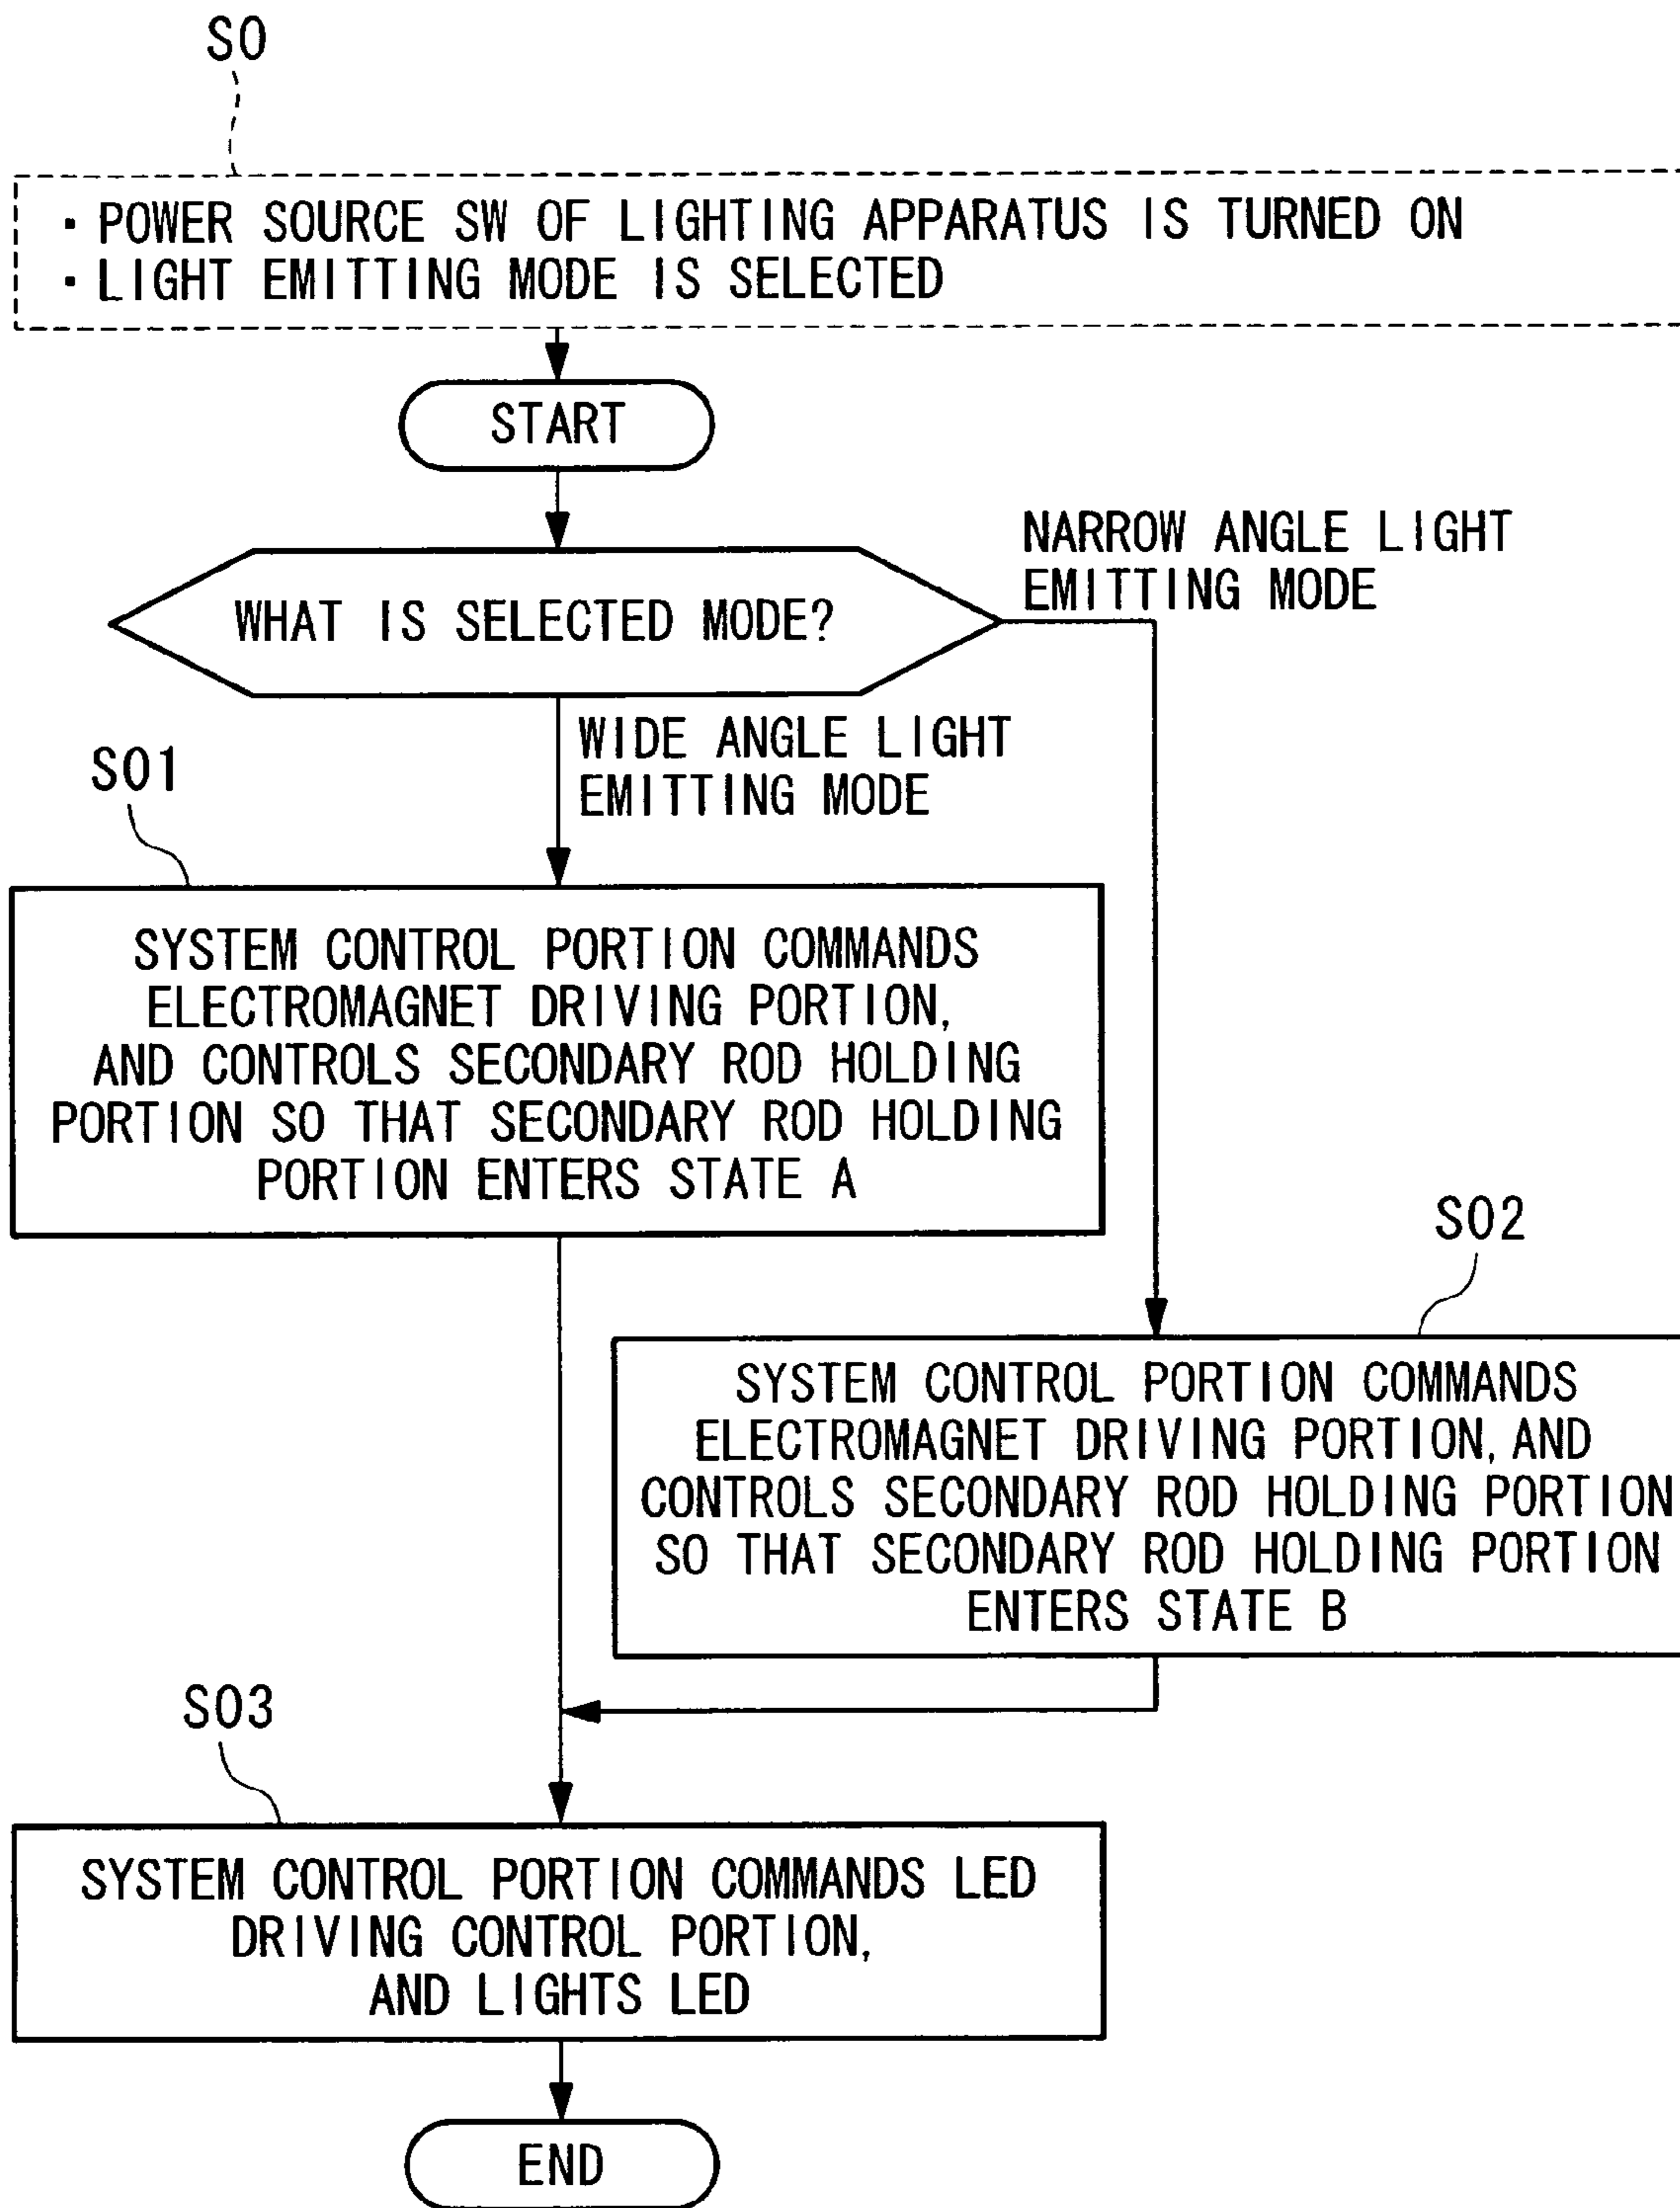 S0
· POWER SOURCE SW OF LIGHTING APPARATUS IS TURNED ON
· LIGHT EMITTING MODE IS SELECTED
START
NARROW ANGLE LIGHT
EMITTING MODE
WHAT IS SELECTED MODE?
WIDE ANGLE LIGHT
EMITTING MODE
S01
SYSTEM CONTROL PORTION COMMANDS
ELECTROMAGNET DRIVING PORTION,
AND CONTROLS SECONDARY ROD HOLDING
PORTION SO THAT SECONDARY ROD HOLDING
PORTION ENTERS STATE A
S02
SYSTEM CONTROL PORTION COMMANDS
ELECTROMAGNET DRIVING PORTION, AND
CONTROLS SECONDARY ROD HOLDING PORTION
SO THAT SECONDARY ROD HOLDING PORTION
ENTERS STATE B
S03
SYSTEM CONTROL PORTION COMMANDS LED
DRIVING CONTROL PORTION,
AND LIGHTS LED
END